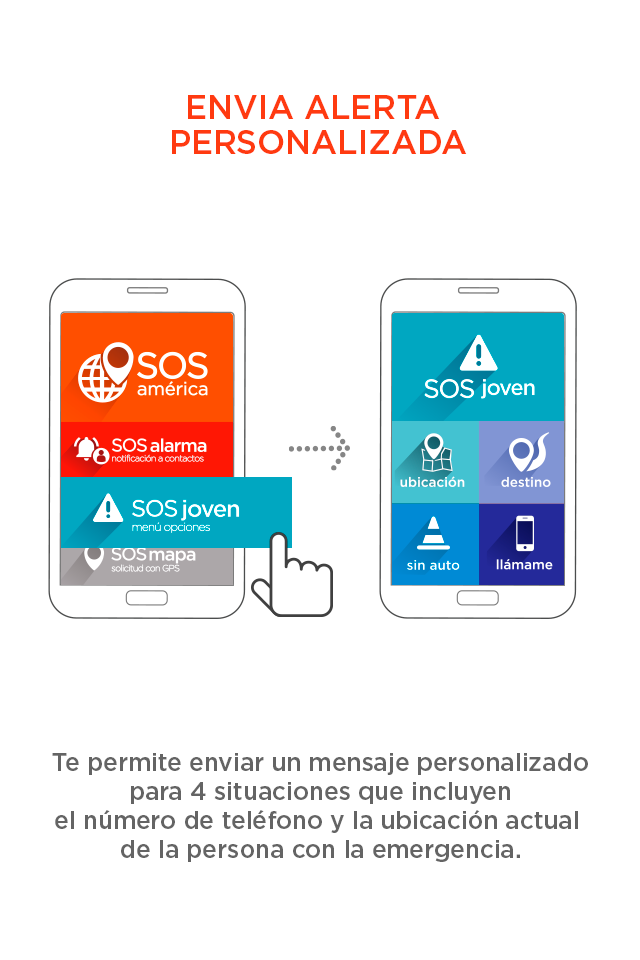 ENVIA ALERTA
PERSONALIZADA
SOS
américa
SOS alarma
notificación a contactos
SOS joven
menú opciones
SOS mapa
solicitud con GPS
SOS joven
ubicación
destino
sin auto
llámame
Te permite enviar un mensaje personalizado
para 4 situaciones que incluyen
el número de teléfono y la ubicación actual
de la persona con la emergencia.